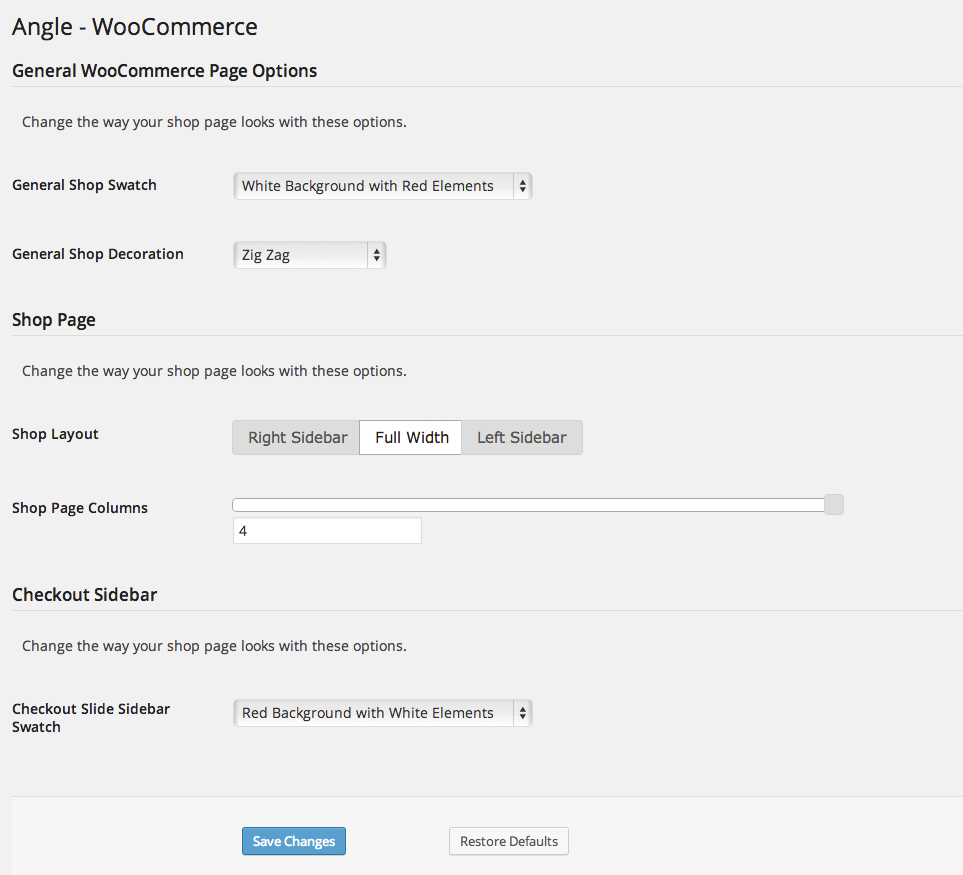 Angle - WooCommerce
General WooCommerce Page Options
Change the way your shop page looks with these options.
General Shop Swatch
White Background with Red Elements
General Shop Decoration
Zig Zag
Shop Page
Change the way your shop page looks with these options.
Shop Layout
Right Sidebar Full Width Left Sidebar
Shop Page Columns
4
Checkout Sidebar
Change the way your shop page looks with these options.
Checkout Slide Sidebar
Swatch
Red Background with White Elements
Save Changes Restore Defaults